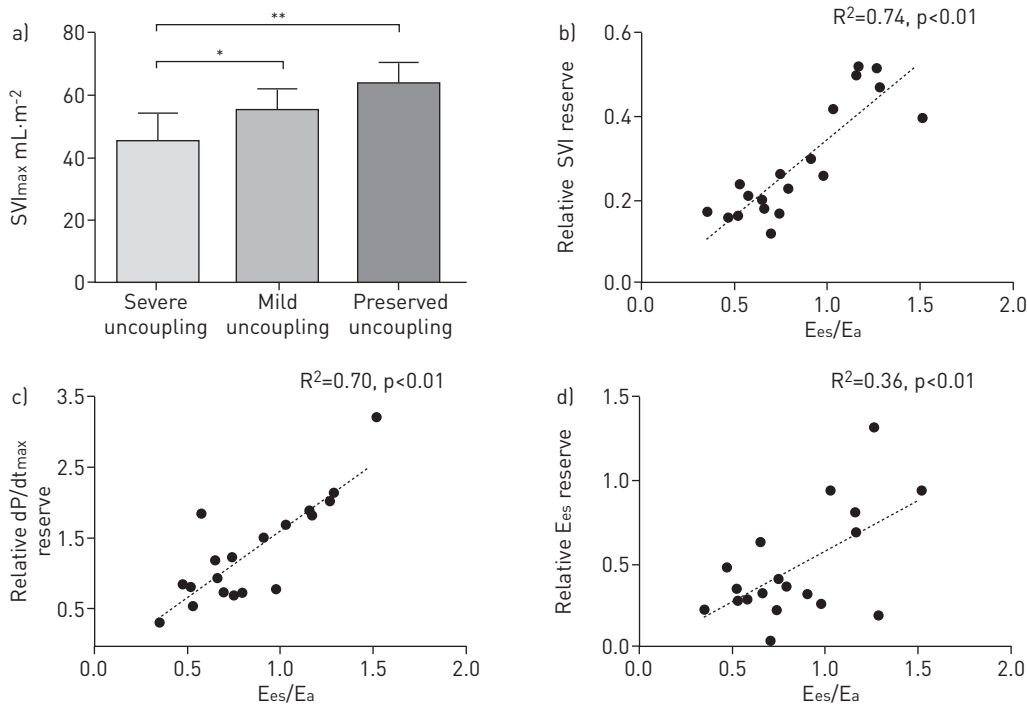 a)
SVImax mL·m-2
80
60
40
20
0
**
*
Severe
uncoupling
Mild
uncoupling
Preserved
uncoupling
b)
R2=0.74, p<0.01
Relative SVI reserve
0.6
0.4
0.2
0.0
0.0 0.5 1.0 1.5 2.0
Ees/Ea
c)
R2=0.70, p<0.01
Relative dP/dtmax
reserve
3.5
2.5
1.5
0.5
0.0 0.5 1.0 1.5 2.0
Ees/Ea
d)
R2=0.36, p<0.01
Relative Ees reserve
1.5
1.0
0.5
0.0
0.0 0.5 1.0 1.5 2.0
Ees/Ea